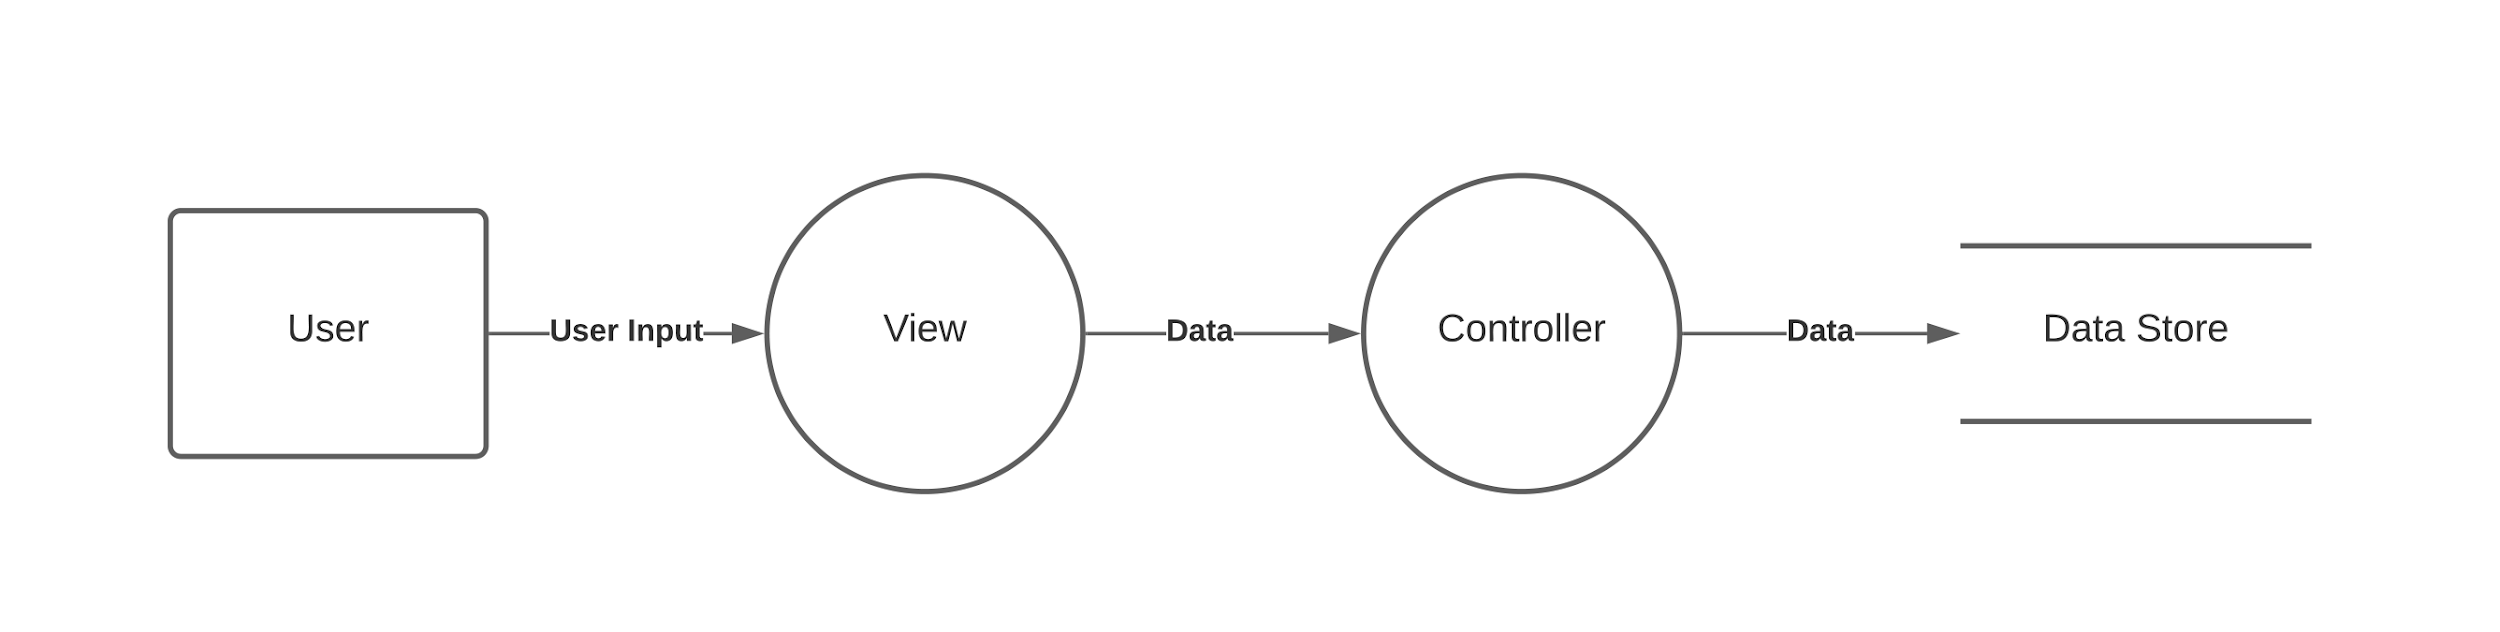 User
User Input
View
Data
Controller
Data
Data Store